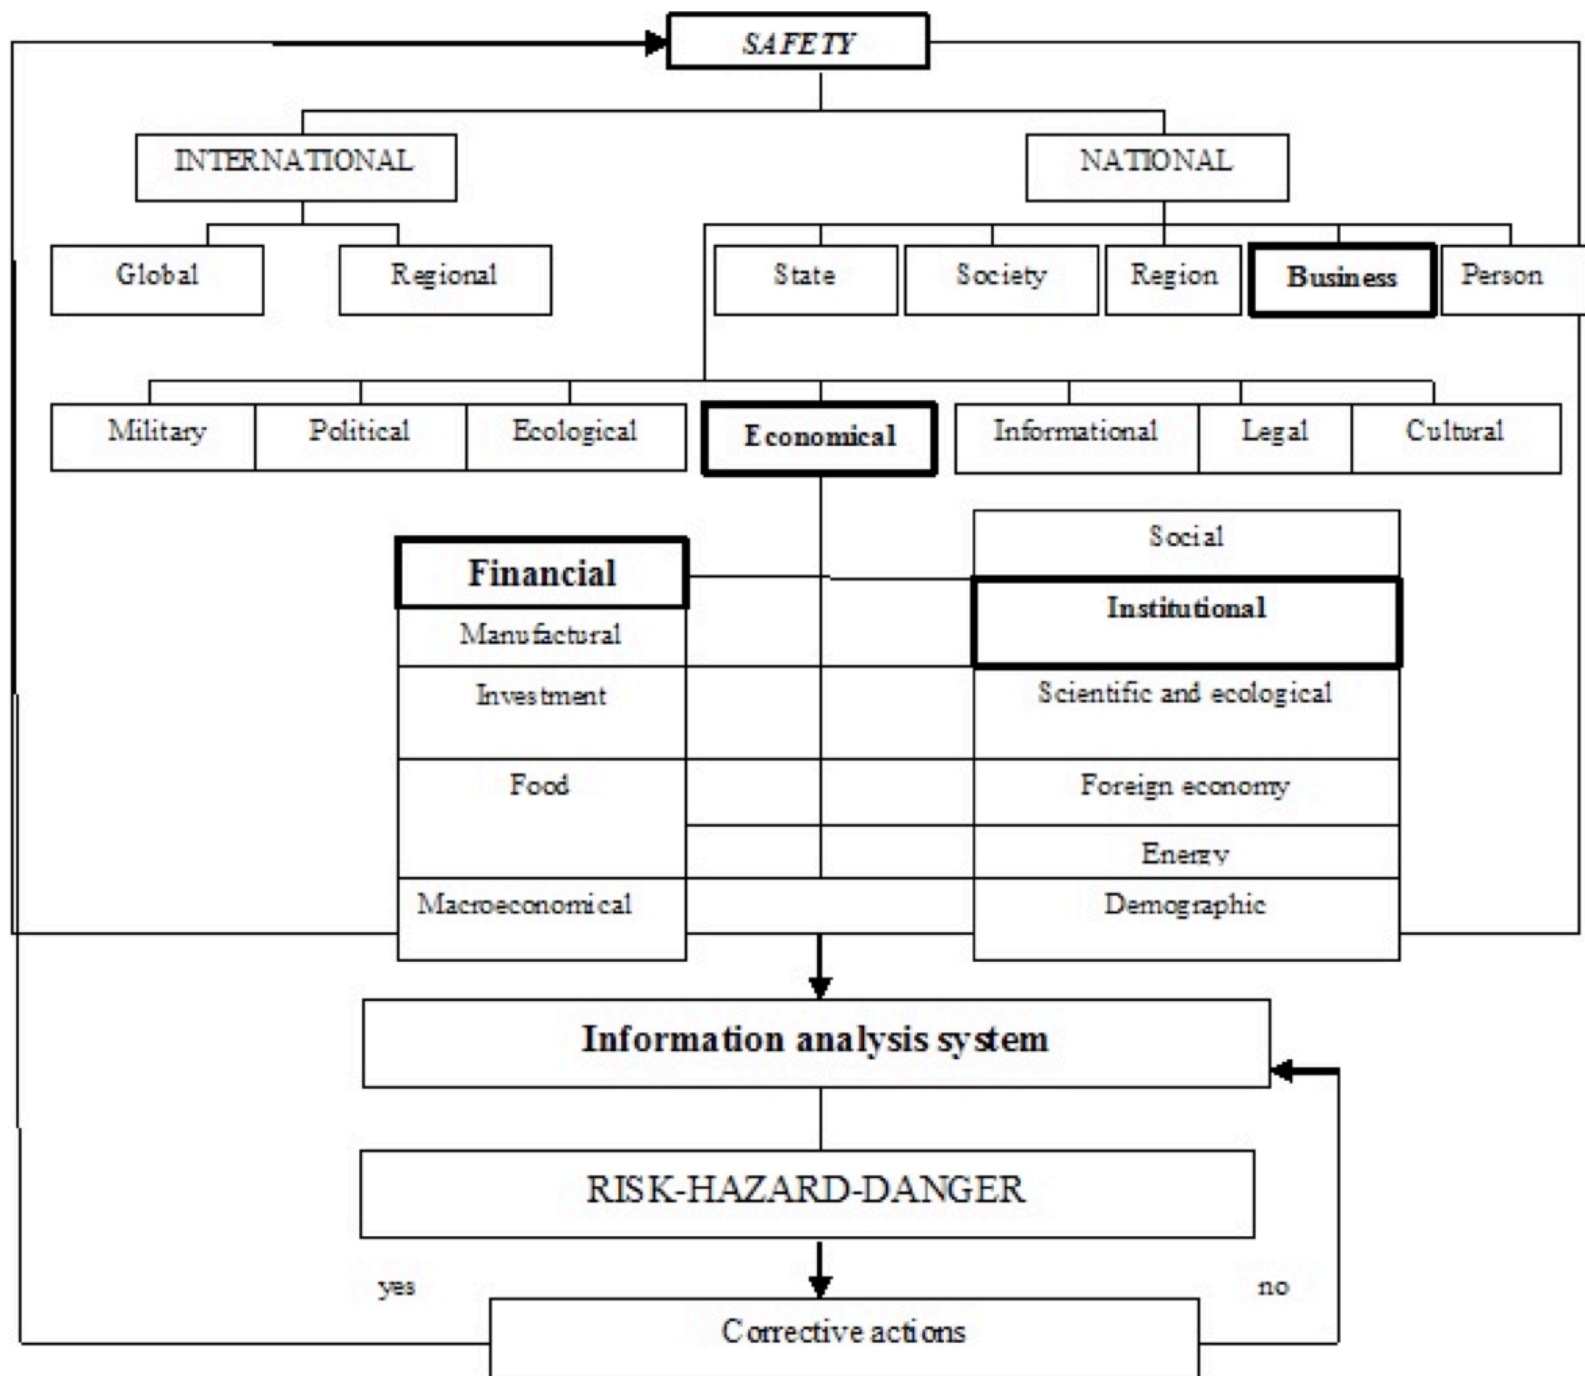 SAFETY
INTERNATIONAL
NATIONAL
Global
Regional
State
Society
Region
Business
Person
Military
Political
Ecological
Economical
Informational
Legal
Cultural
Social
Financial
Institutional
Manufactural
Investment
Scientific and ecological
Food
Foreign economy
Energy
Macroeconomical
Demographic
Information analysis system
RISK-HAZARD-DANGER
yes
no
Corrective actions